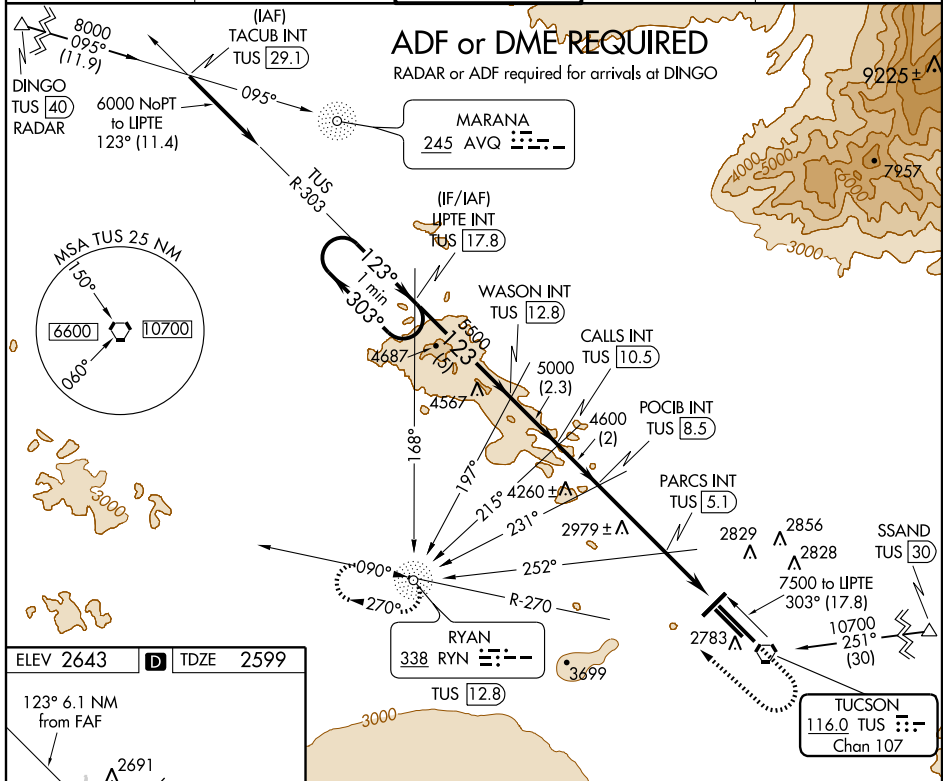 8000
095°
(11.9)
DINGO
TUS 40
RADAR
(IAF)
TACUB INT
TUS 29.1
6000 NoPT
to LIPTE
123° (11.4)
095°
ADF or DME REQUIRED
RADAR or ADF required for arrivals at DINGO
MARANA
245 AVQ
9225 ±
7957
4000
5000
8000
3000
TUS
R-303
(IF/IAF)
LIPTE INT
TUS 17.8
MSA TUS 25 NM
150°
6600
10700
060°
123°
1 min
303°
5500
123
(5)
4687
4567
WASON INT
TUS 12.8
5000
(2.3)
CALLS INT
TUS 10.5
4600
(2)
POCIB INT
TUS 8.5
PARCS INT
TUS 5.1
168°
197°
215°
231°
252°
4260 ±
2979 ±
3000
2829
2856
2828
SSAND
TUS 30
7500 to LIPTE
303° (17.8)
10700
251°
(30)
2783
090°
270°
R-270
RYAN
338 RYN
TUS 12.8
3699
3000
TUCSON
116.0 TUS
Chan 107
ELEV 2643
D
TDZE 2599
123° 6.1 NM
from FAF
2691